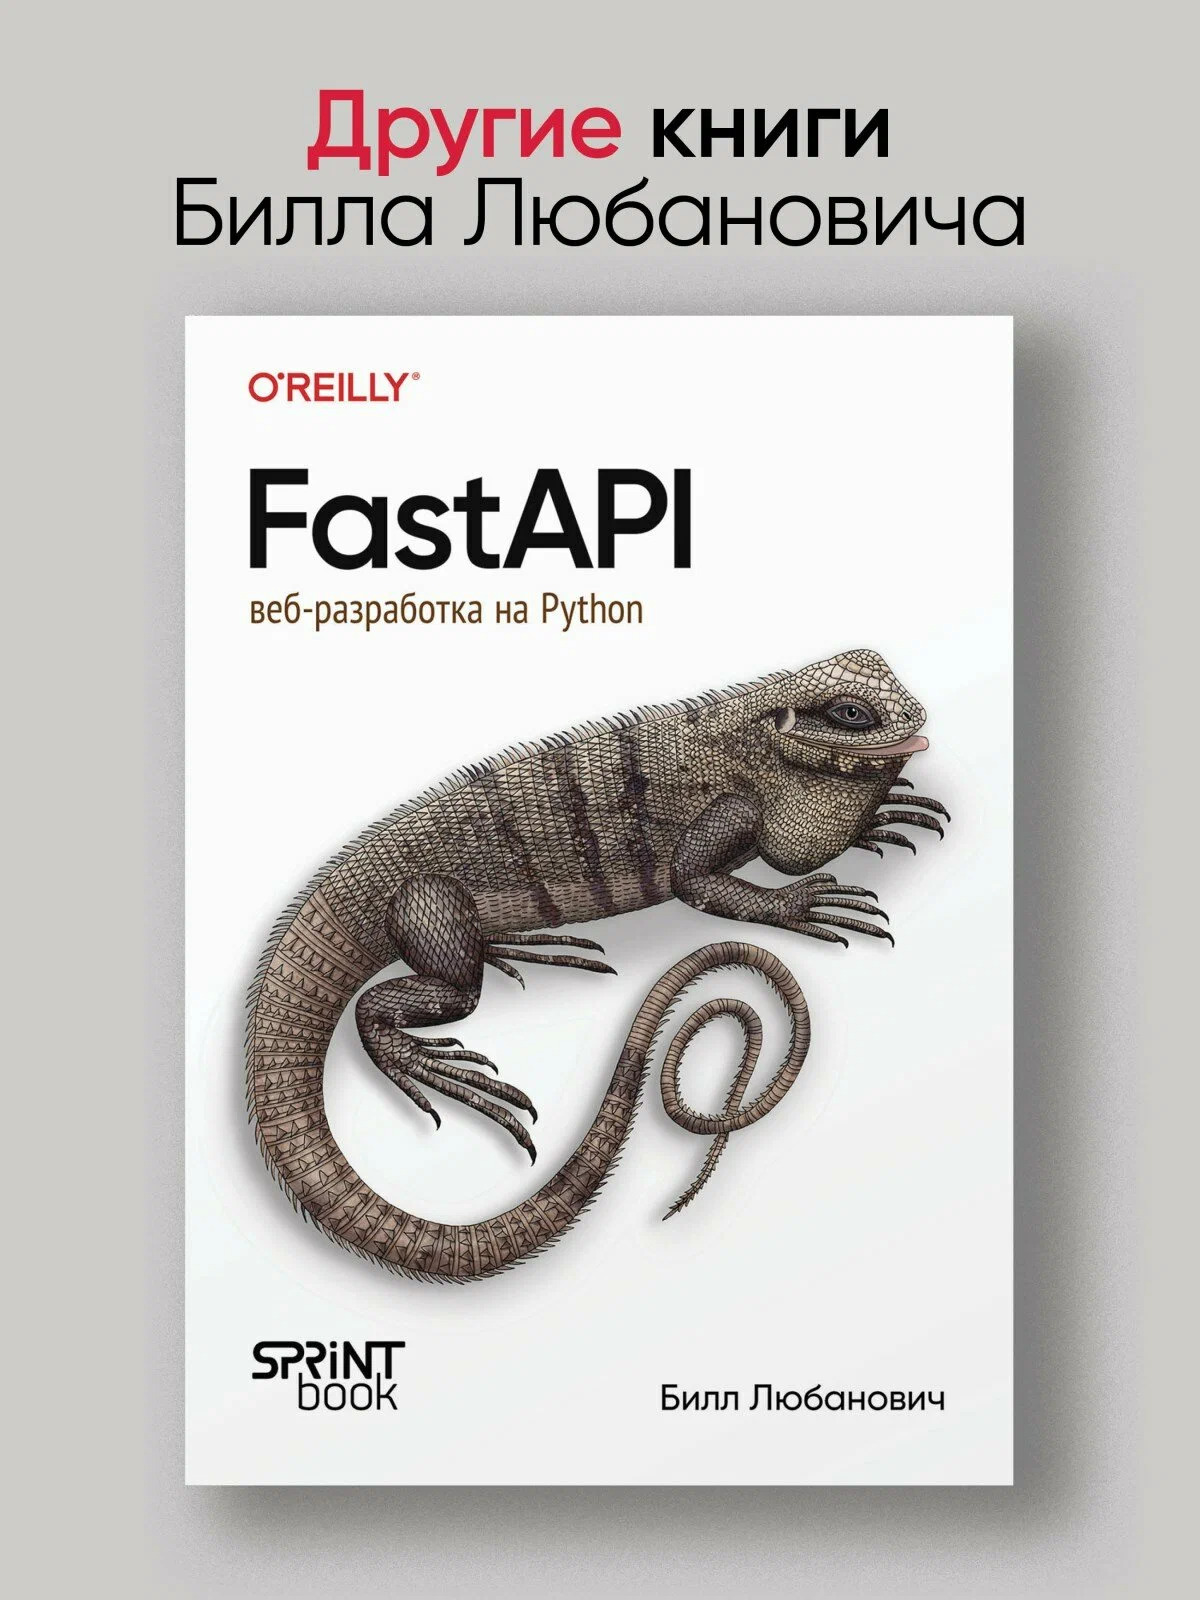 Другие книги
Билла Любановича
O'REILLY®
FastAPI
веб-разработка на Python
SPRiNT
book
Билл Любанович